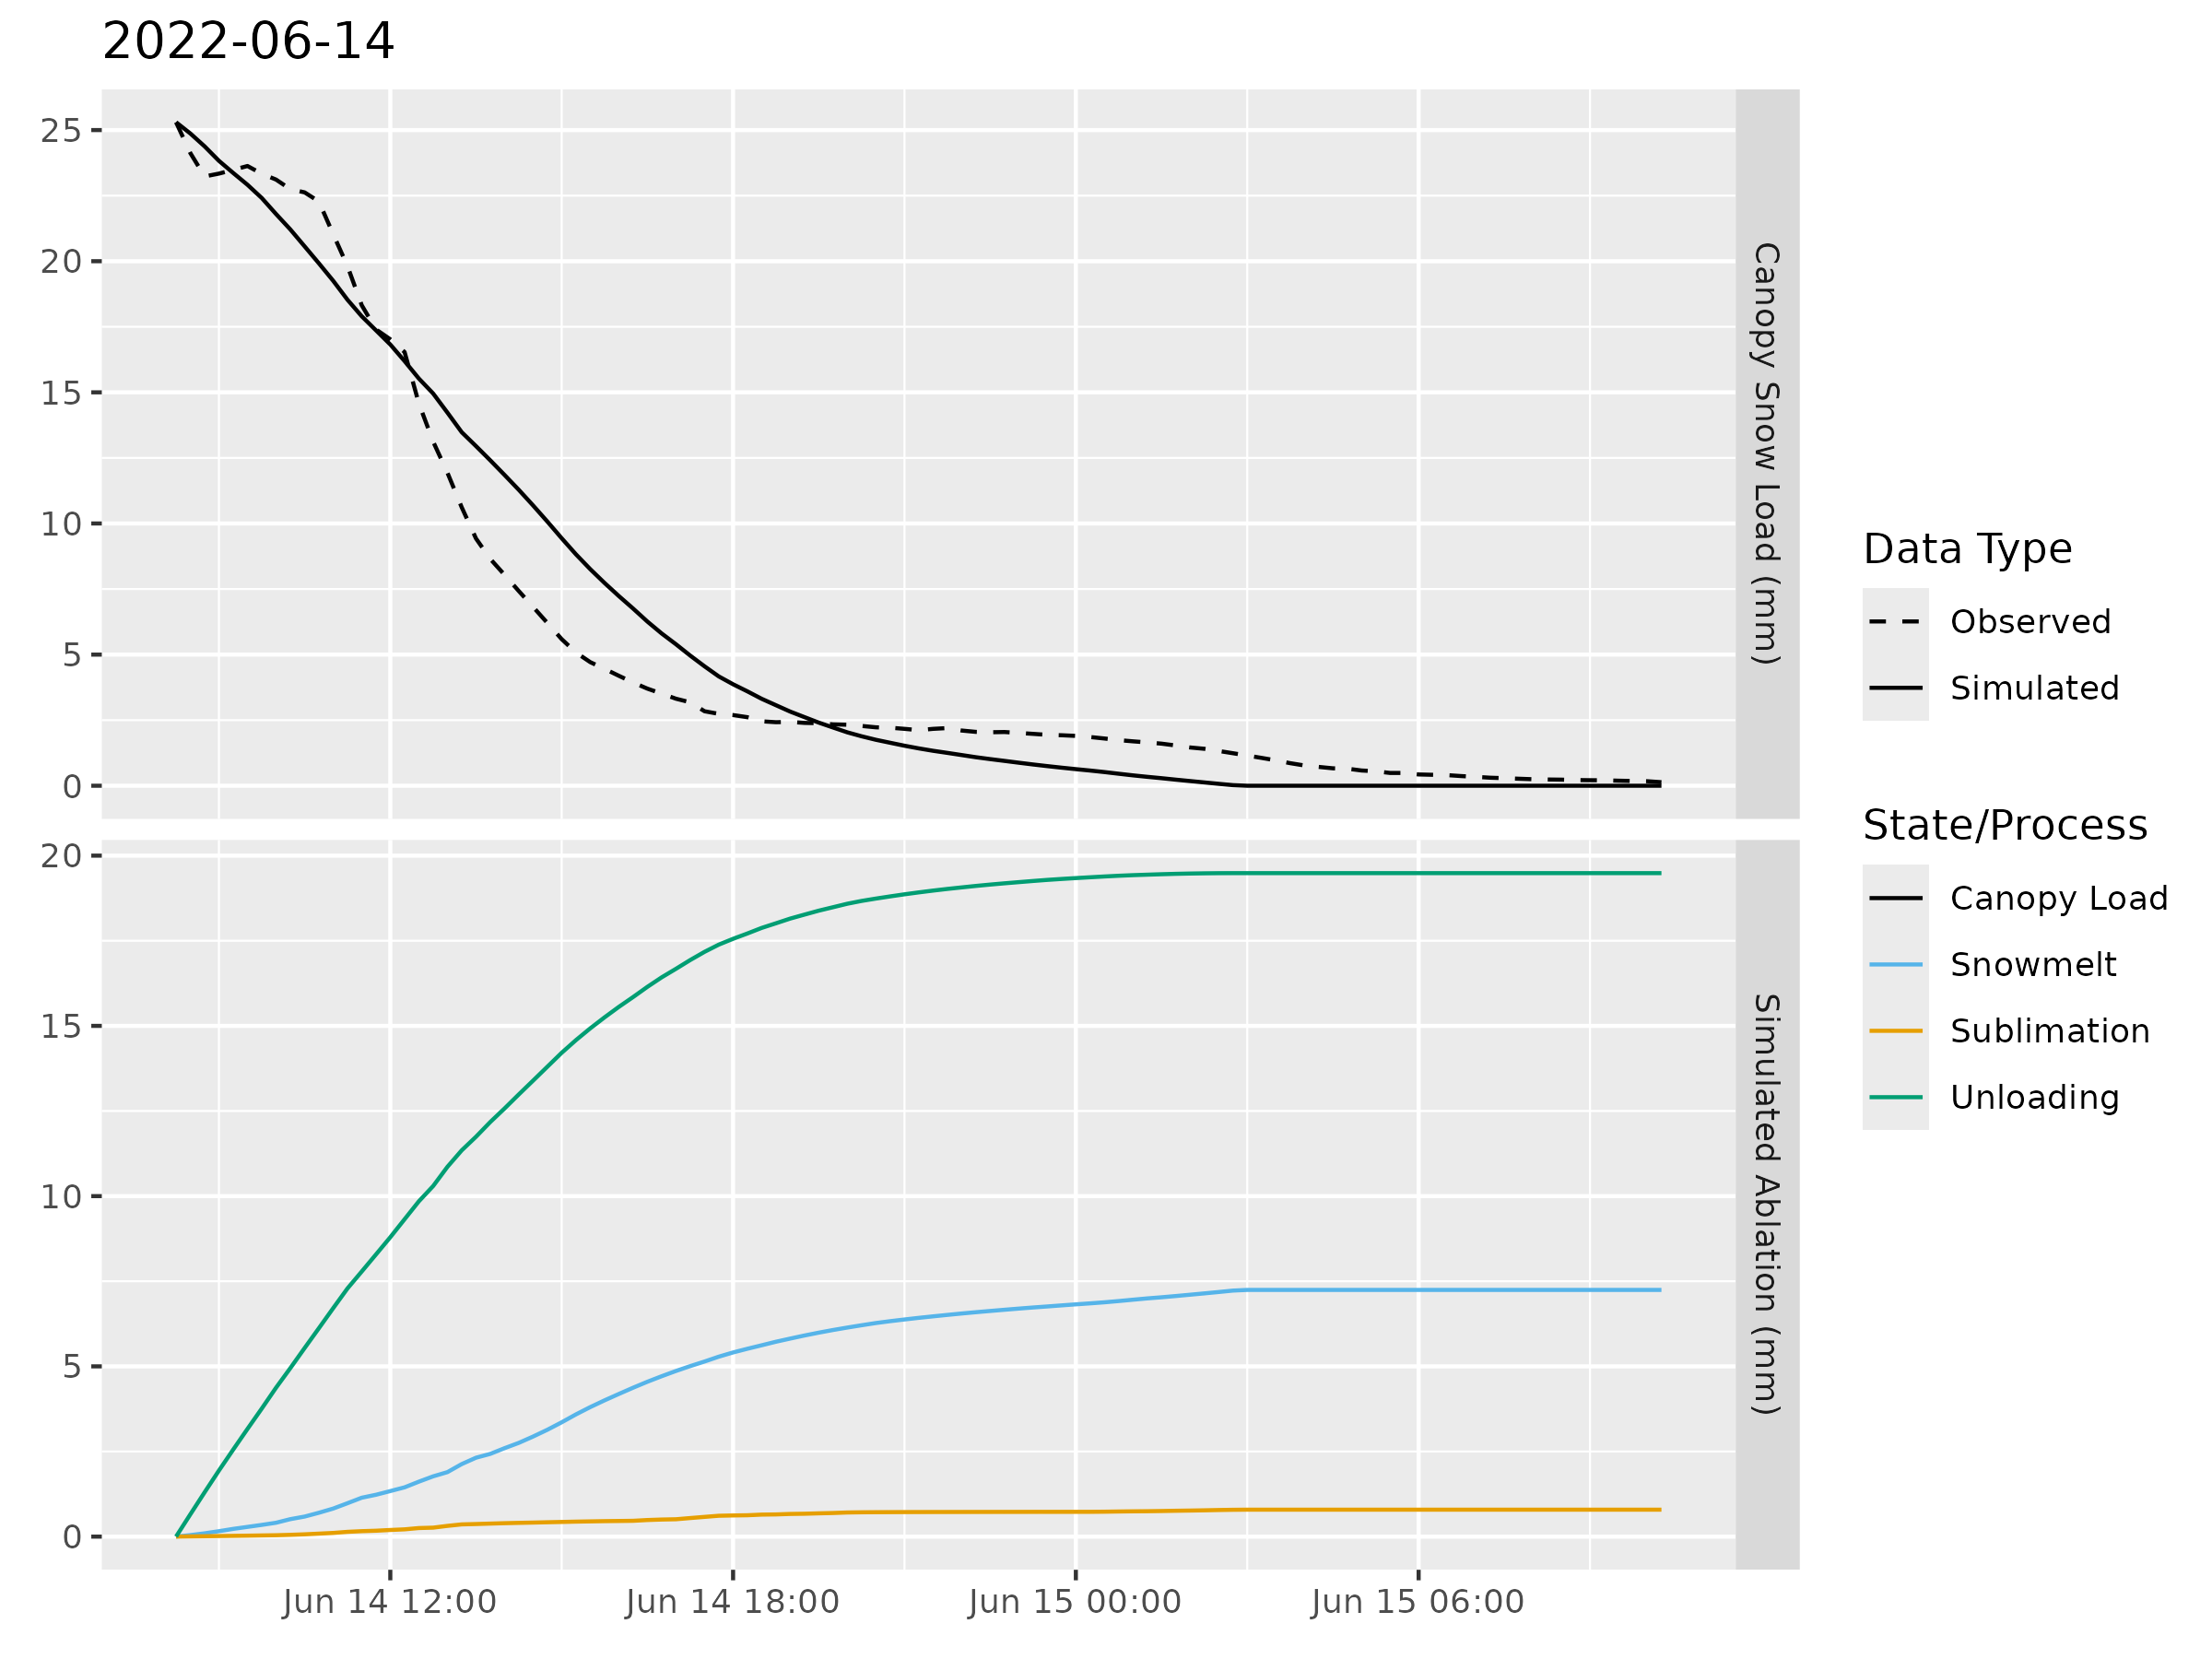 2022-06-14
25
20
15
10
5
0
Canopy Snow Load (mm)
20
15
10
5
0
Simulated Ablation (mm)
Jun 14 12:00
Jun 14 18:00
Jun 15 00:00
Jun 15 06:00
Data Type
Observed
Simulated
State/Process
Canopy Load
Snowmelt
Sublimation
Unloading